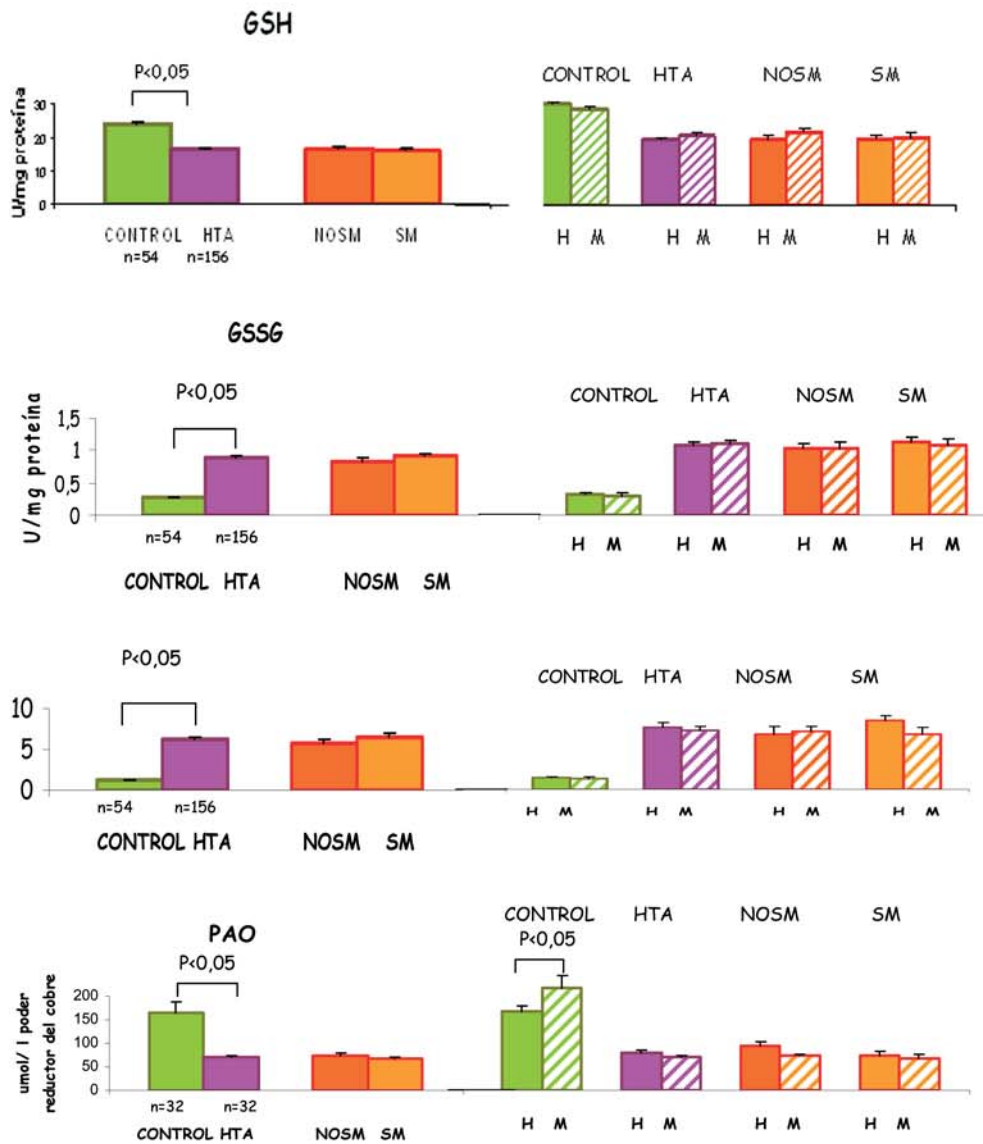 GSH
P<0,05
CONTROL HTA NOSM SM
U/mg proteína
30
20
10
0
CONTROL HTA NOSM SM
n=54 n=156
H M H M H M H M
GSSG
P<0,05
CONTROL HTA NOSM SM
U/mg proteína
1,5
1
0,5
0
n=54 n=156
H M H M H M H M
CONTROL HTA NOSM SM
P<0,05
CONTROL HTA NOSM SM
10
5
0
n=54 n=156
H M H M H M H M
CONTROL HTA NOSM SM
PAO
CONTROL HTA NOSM SM
P<0,05
P<0,05
umol/ l poder
reductor del cobre
200
150
100
50
0
n=32 n=32
H M H M H M H M
CONTROL HTA NOSM SM